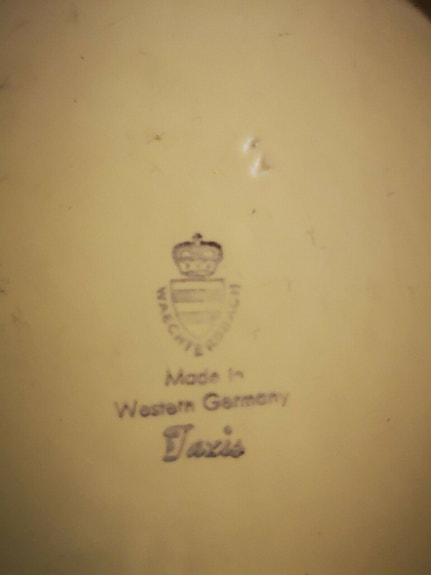 WAECHTERSBACH
Made in
Western Germany
Taxis